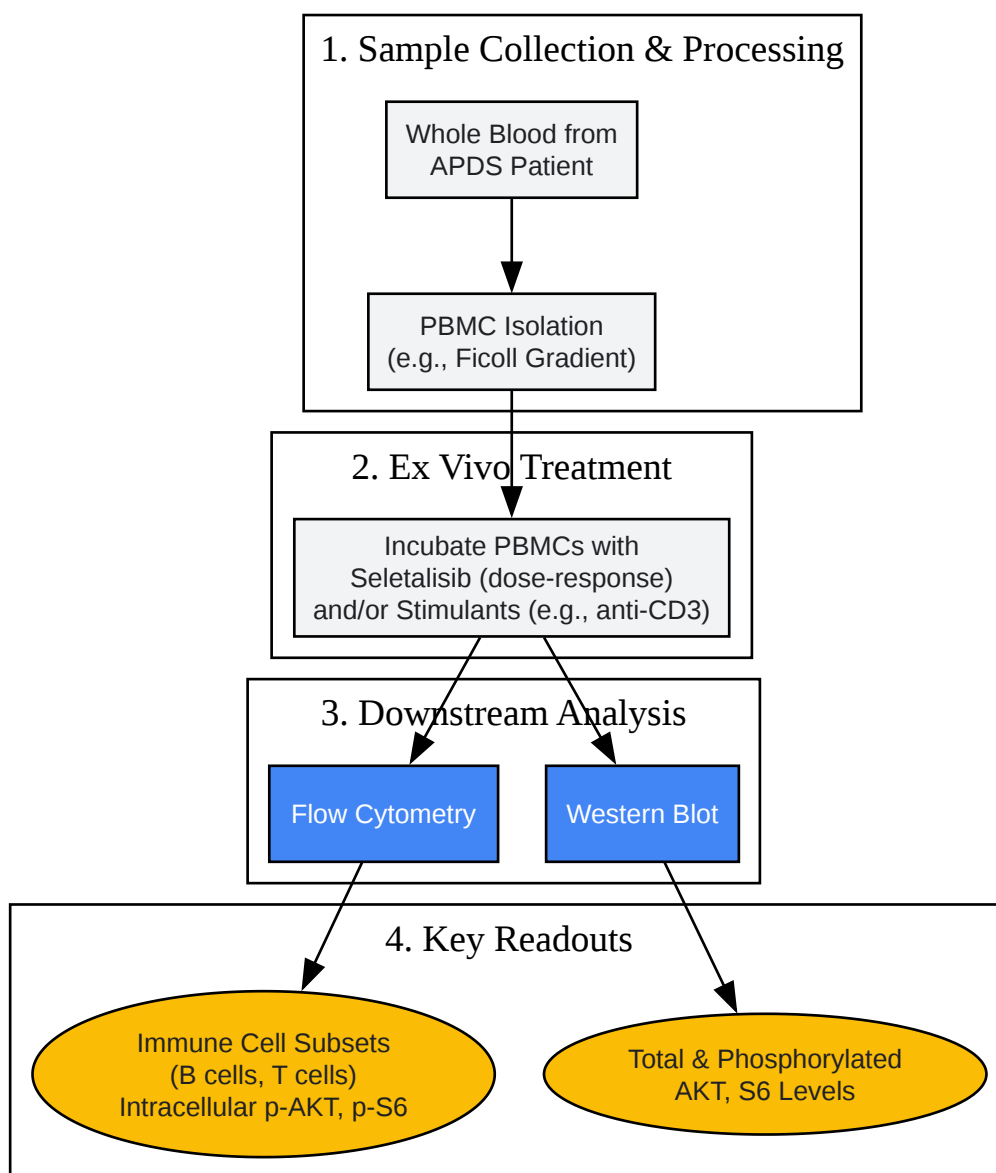 1. Sample Collection & Processing
Whole Blood from
APDS Patient
PBMC Isolation
(e.g., Ficoll Gradient)
2. Ex Vivo Treatment
Incubate PBMCs with
Seletalisib (dose-response)
and/or Stimulants (e.g., anti-CD3)
3. Downstream Analysis
Flow Cytometry
Western Blot
4. Key Readouts
Immune Cell Subsets
(B cells, T cells)
Intracellular p-AKT, p-S6
Total & Phosphorylated
AKT, S6 Levels